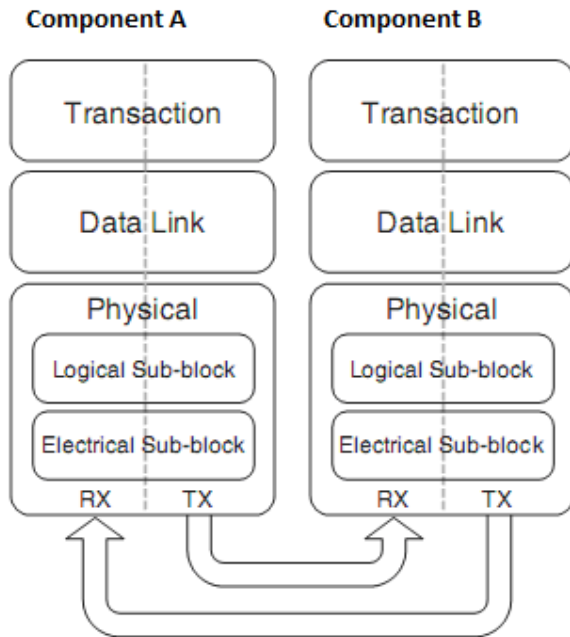 Component A Component B
Transaction Transaction
Data Link Data Link
Physical Physical
Logical Sub-block Logical Sub-block
Electrical Sub-block Electrical Sub-block
RX TX RX TX